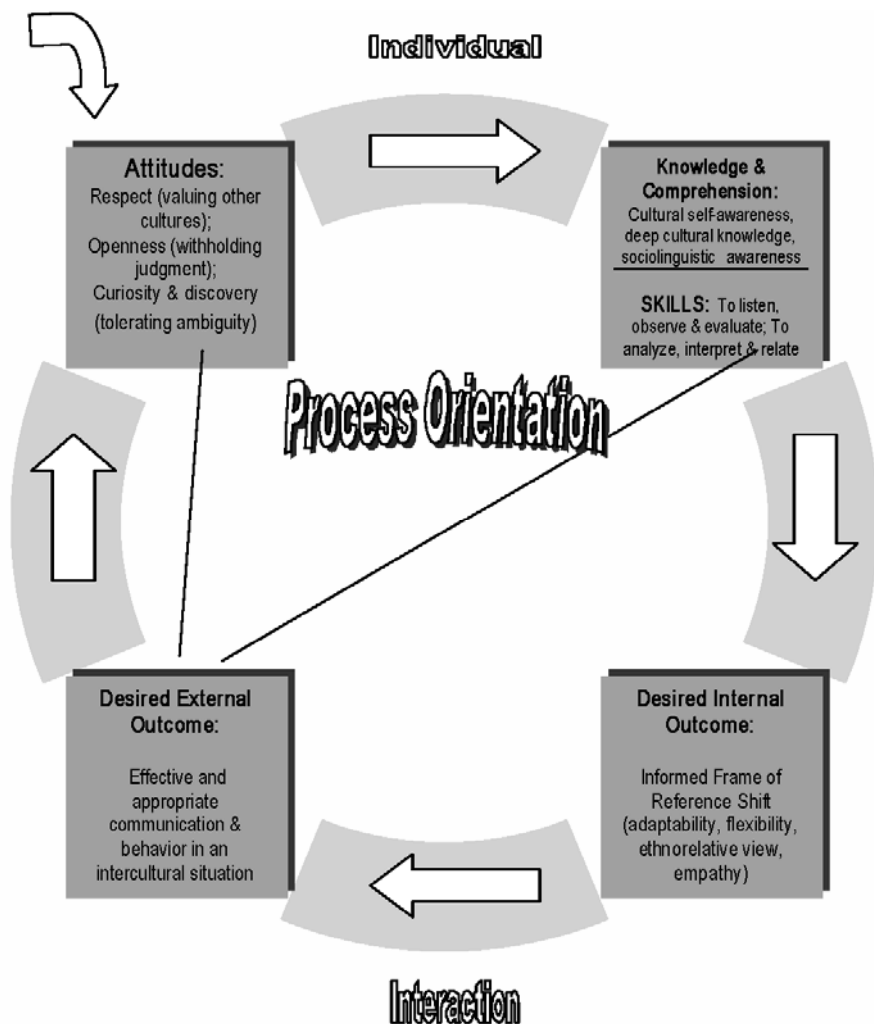 Individual
Attitudes:
Respect (valuing other
cultures);
Openness (withholding
judgment);
Curiosity & discovery
(tolerating ambiguity)
Knowledge &
Comprehension:
Cultural self-awareness,
deep cultural knowledge,
sociolinguistic awareness
SKILLS: To listen,
observe & evaluate; To
analyze, interpret & relate
Process Orientation
Desired External
Outcome:
Effective and
appropriate
communication &
behavior in an
intercultural situation
Desired Internal
Outcome:
Informed Frame of
Reference Shift
(adaptability, flexibility,
ethnorelative view,
empathy)
Interaction